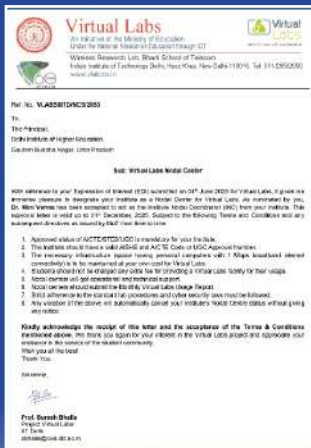 Virtual Labs
An Initiative of the Ministry of Education
Under the National Mission on Education through ICT
Wireless Research Lab, Bharti School of Telecom
Indian Institute of Technology Delhi, Hauz Khas, New Delhi-110016. Tel: 011-26582050
www.vlab.co.in
Virtual
Labs
Ref. No.
To,
The Principal,
Delhi Institute of Higher Education
Gautam Buddha Nagar, Uttar Pradesh
Sub: Virtual Labs Nodal Center
With reference to your Expression of Interest (EOI) submitted on June for Virtual Labs, it gives me
immense pleasure to designate your institute as a Nodal Center for Virtual Labs. As nominated by you,
Verma has been accepted to act as the Institute Nodal Coordinator (INC) from your institute. This
approval letter is valid up to 31st December, 2025. Subject to the following Terms and Conditions and any
subsequent directives as issued by from time to time.
1. Approved status of AICTE/UGC is mandatory for your institute.
2. The Institute should have a valid AISHE and AICTE Code or UGC Approval Number.
3. The necessary infrastructure (space having personal computers with 1 Mbps broadband internet
connectivity) is to be maintained at your own cost for Virtual Labs.
4. Students should not be charged any extra fee for providing a Virtual Labs facility for their usage.
5. Nodal centers will get operational and technical support.
6. Nodal centers should submit the Monthly Virtual Labs Usage Report.
7. Strict adherence to the standard lab procedures and cyber security laws must be followed.
8. Any violation of the above will automatically cancel your institute's Nodal Centre status without giving
any notice.
Kindly acknowledge the receipt of this letter and the acceptance of the Terms & Conditions
mentioned above. We thank you again for your interest in the Virtual Labs project and appreciate your
assistance in the service of the student community.
Wish you all the best!
Thank You.
Sincerely,
Prof. Suresh Bhalla
Project Virtual Labs
IIT Delhi